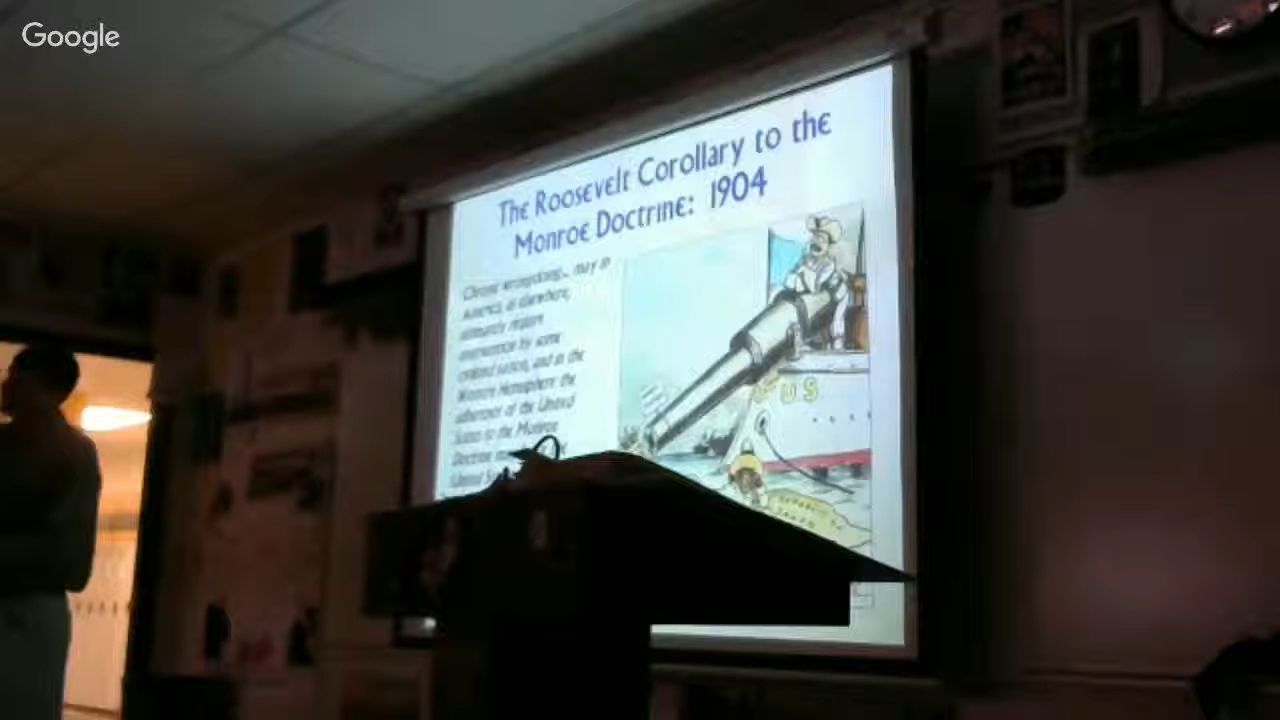 Google
The Roosevelt Corollary to the
Monroe Doctrine: 1904
Chronic wrongdoing... may in
America, as elsewhere,
ultimately require
intervention by some
civilized nation, and in the
Western Hemisphere the
adherence of the United
States to the Monroe
Doctrine
United
US